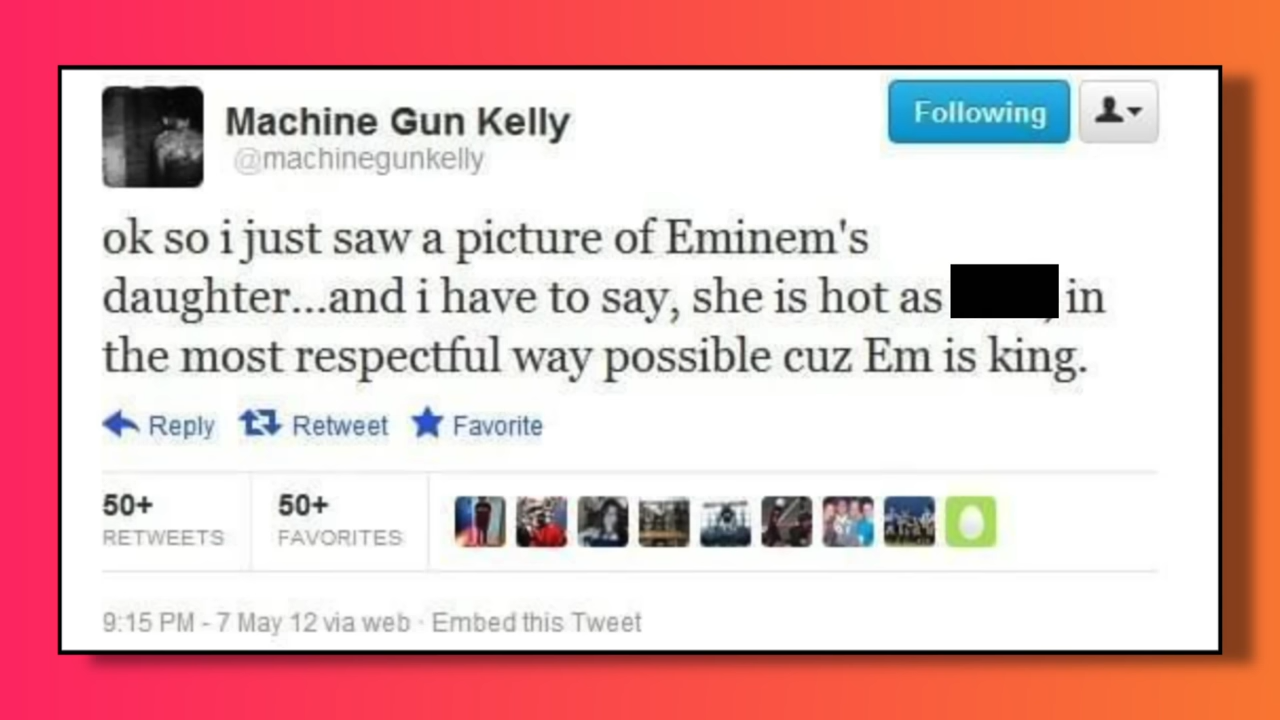 Machine Gun Kelly
@machinegunkelly
Following
ok so i just saw a picture of Eminem's
daughter...and i have to say, she is hot as , in
the most respectful way possible cuz Em is king.
Reply Retweet Favorite
50+ 50+
RETWEETS FAVORITES
9:15 PM - 7 May 12 via web · Embed this Tweet